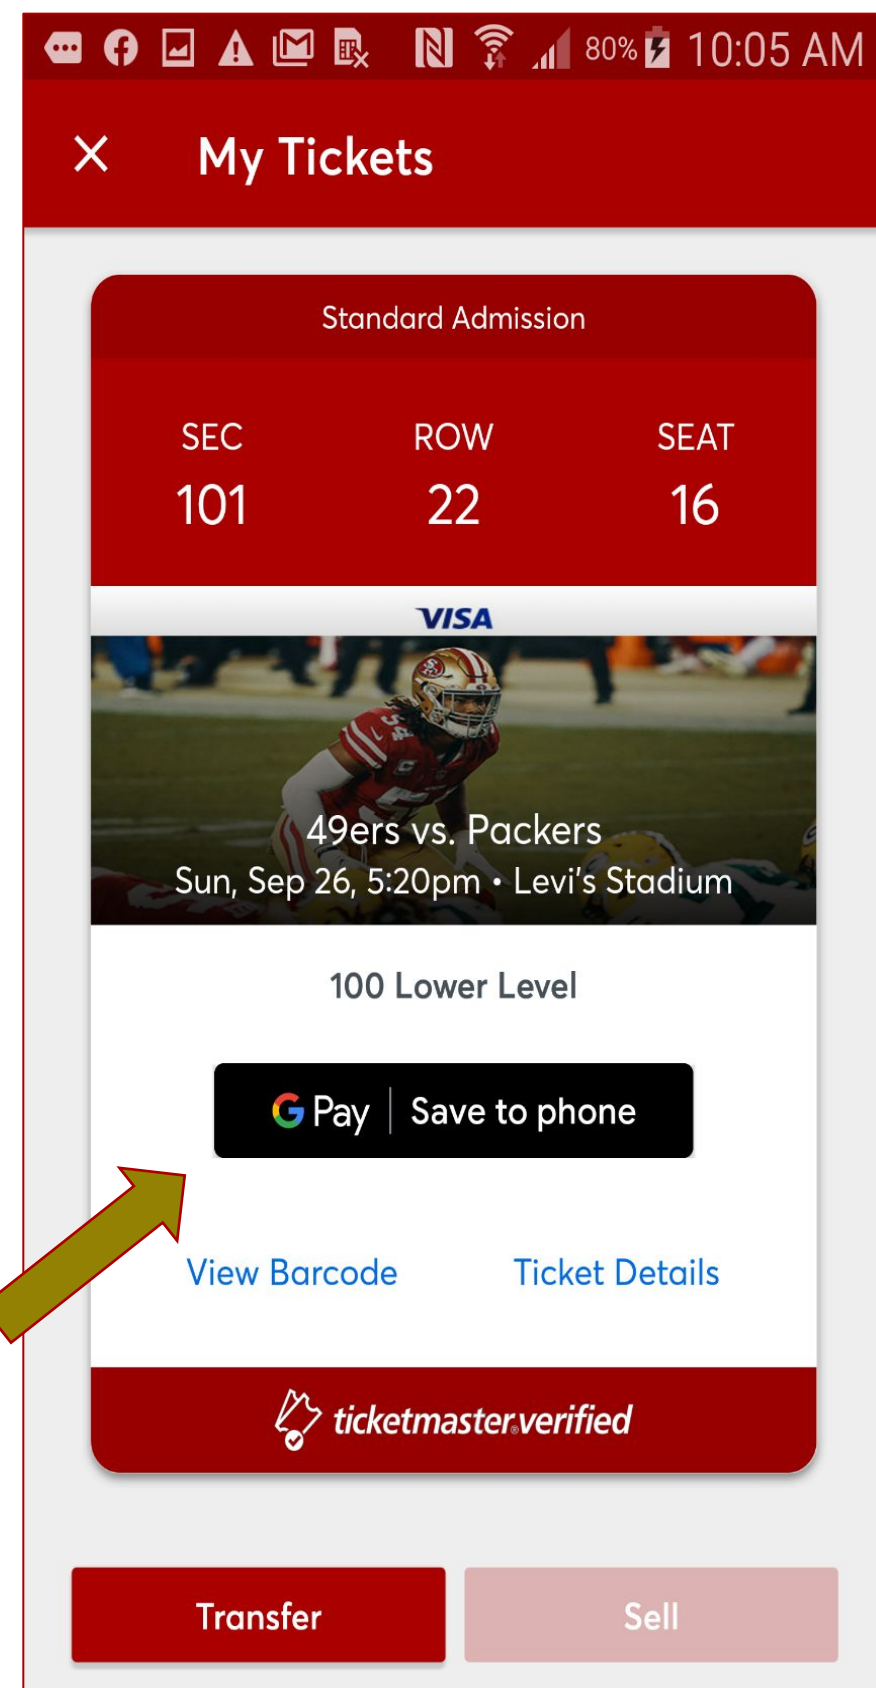 80% 10:05 AM
My Tickets
Standard Admission
SEC ROW SEAT
101 22 16
VISA
54
49ers vs. Packers
Sun, Sep 26, 5:20pm • Levi's Stadium
100 Lower Level
G Pay | Save to phone
View Barcode Ticket Details
ticketmaster®verified
Transfer Sell